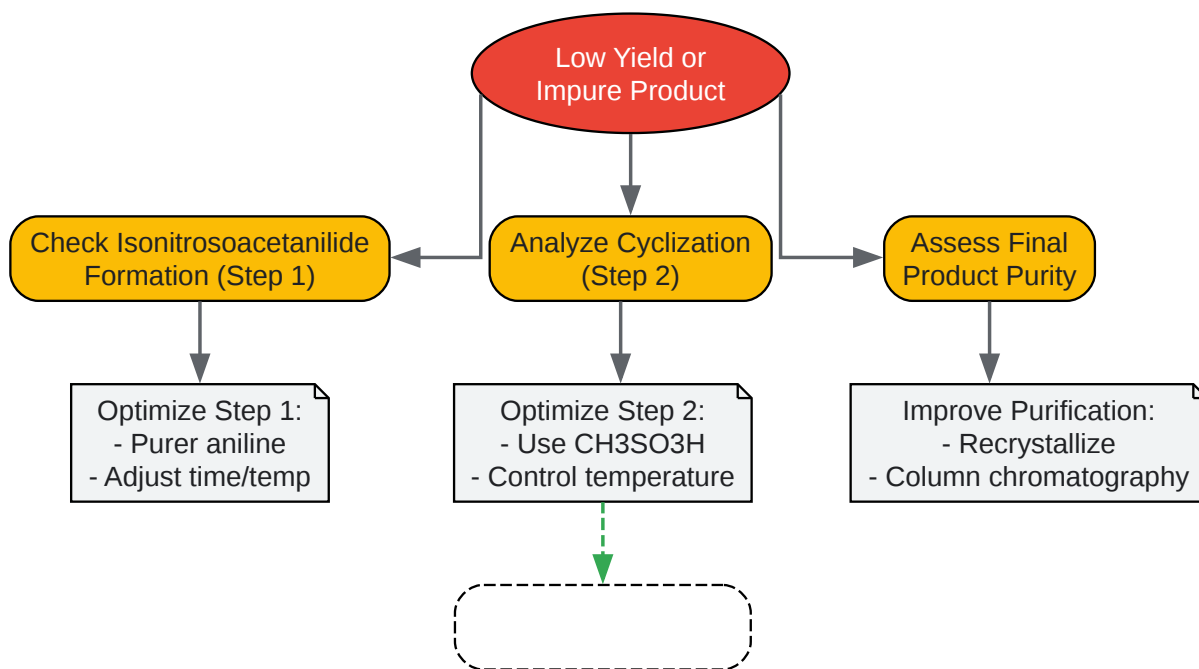 Low Yield or
Impure Product
Check Isonitrosoacetanilide
Formation (Step 1)
Analyze Cyclization
(Step 2)
Assess Final
Product Purity
Optimize Step 1:
- Purer aniline
- Adjust time/temp
Optimize Step 2:
- Use CH3SO3H
- Control temperature
Improve Purification:
- Recrystallize
- Column chromatography